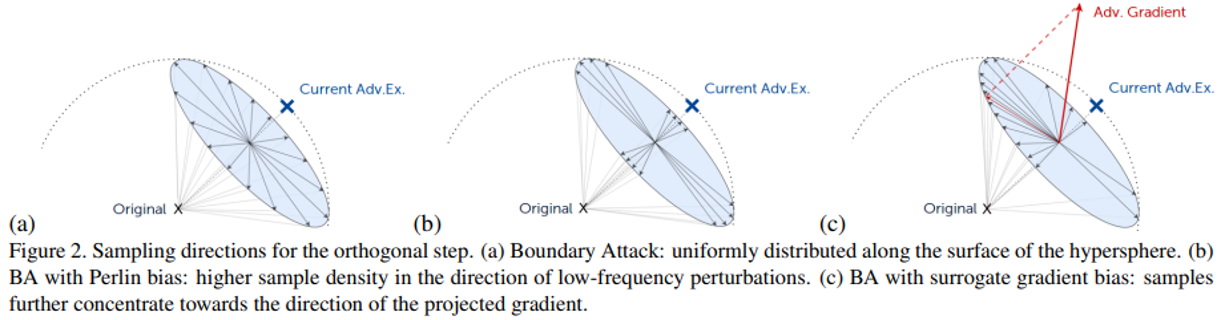 Adv. Gradient
Current Adv.Ex.
Current Adv.Ex.
Current Adv.Ex.
Original X
Original X
Original X
(a)
(b)
(c)
Figure 2. Sampling directions for the orthogonal step. (a) Boundary Attack: uniformly distributed along the surface of the hypersphere. (b)
BA with Perlin bias: higher sample density in the direction of low-frequency perturbations. (c) BA with surrogate gradient bias: samples
further concentrate towards the direction of the projected gradient.